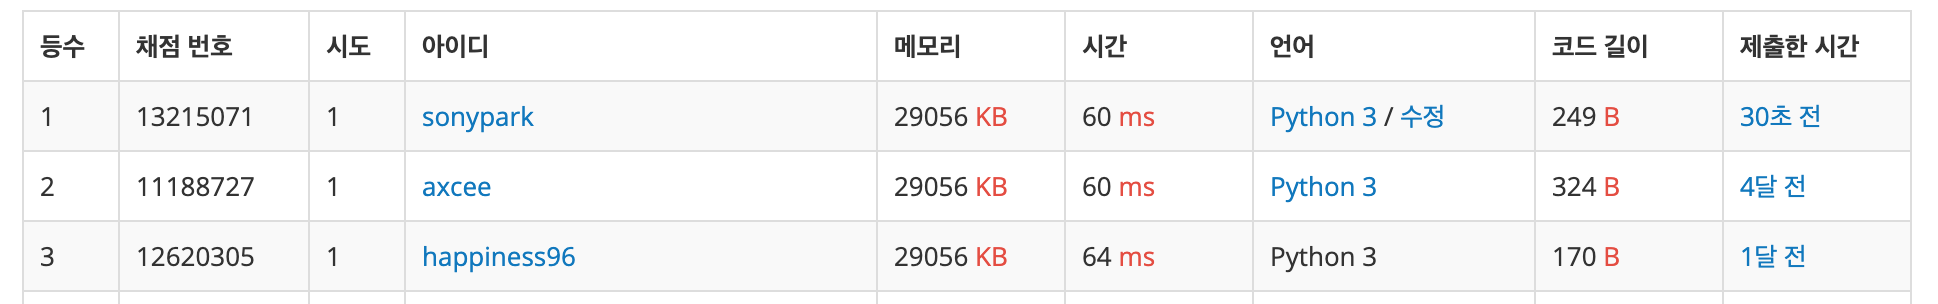 등수 채점 번호 시도 아이디 메모리 시간 언어 코드 길이 제출한 시간
1 13215071 1 sonypark 29056 KB 60 ms Python 3 / 수정 249 B 30초 전
2 11188727 1 axcee 29056 KB 60 ms Python 3 324 B 4달 전
3 12620305 1 happiness96 29056 KB 64 ms Python 3 170 B 1달 전